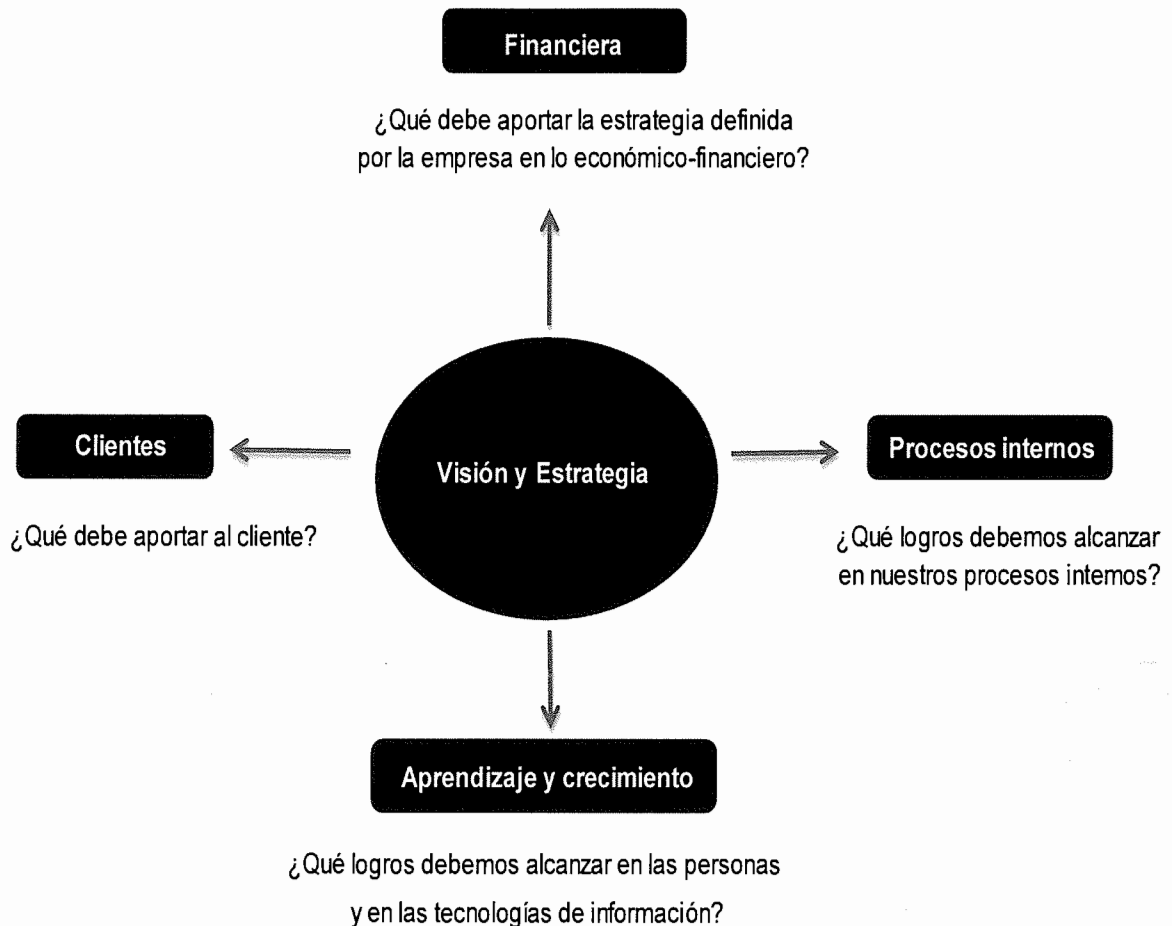 Financiera
¿Qué debe aportar la estrategia definida
por la empresa en lo económico-financiero?
Clientes
¿Qué debe aportar al cliente?
Visión y Estrategia
Procesos internos
¿Qué logros debemos alcanzar
en nuestros procesos internos?
Aprendizaje y crecimiento
¿Qué logros debemos alcanzar en las personas
y en las tecnologías de información?